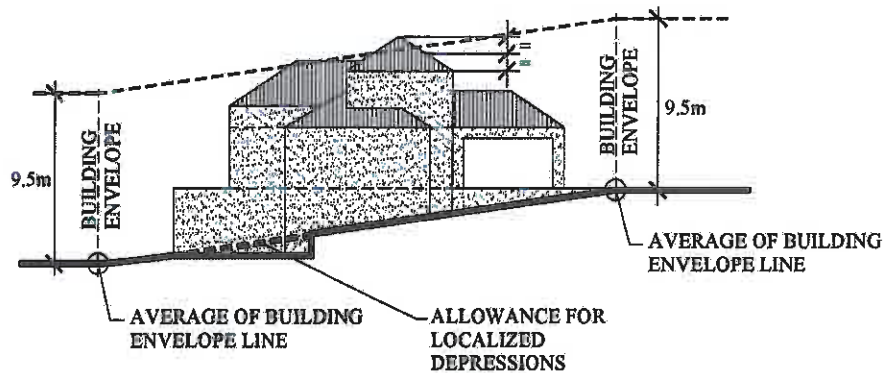 9.5m
BUILDING
ENVELOPE
BUILDING
ENVELOPE
9.5m
AVERAGE OF BUILDING
ENVELOPE LINE
AVERAGE OF BUILDING
ENVELOPE LINE
ALLOWANCE FOR
LOCALIZED
DEPRESSIONS